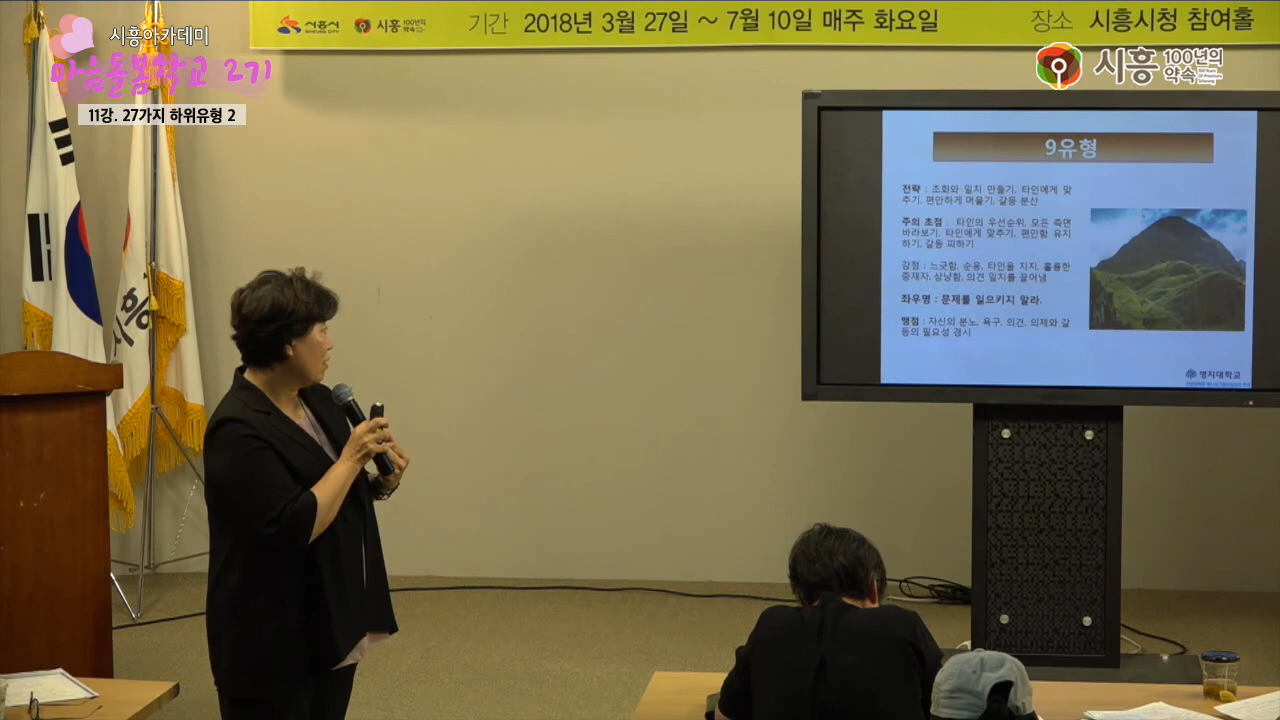 시흥시
SIHEUNG CITY
시흥 100년의 약속
기간 2018년 3월 27일 ~ 7월 10일 매주 화요일
장소 시흥시청 참여홀
시흥아카데미
마음돌봄학교 2기
11강. 27가지 하위유형 2
시흥 100년의
약속
9유형
전략 : 조화와 일치 만들기, 타인에게 맞
추기, 편안하게 머물기, 갈등 분산
주의 초점 : 타인의 우선순위, 모든 측면
바라보기, 타인에게 맞추기, 편안함 유지
하기, 갈등 피하기
강점 : 느긋함, 순응, 타인을 지지, 훌륭한
중재자, 상냥함, 의견 일치를 끌어냄
좌우명 : 문제를 일으키지 말라.
맹점 : 자신의 분노, 욕구, 의견, 의제와 갈
등의 필요성 경시
명지대학교
시흥